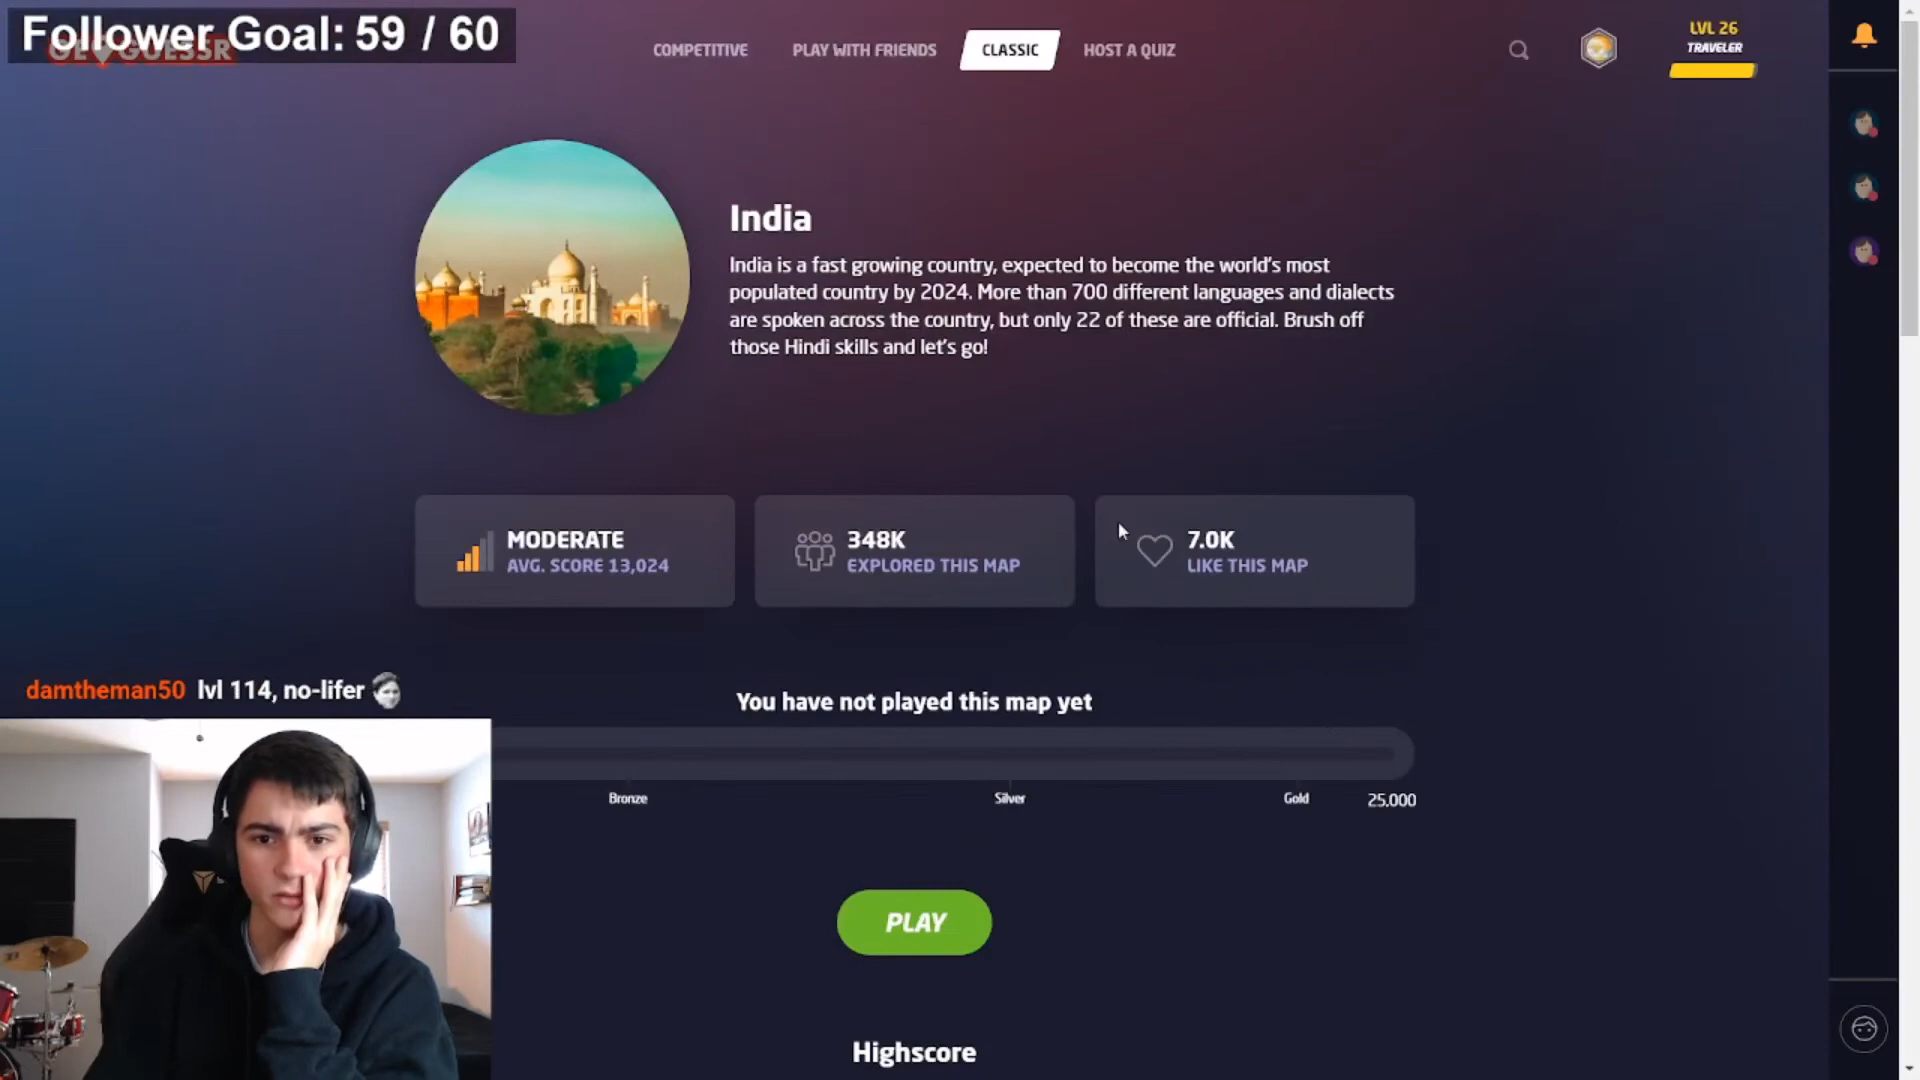 Follower Goal: 59 / 60
GEOGUESSR
COMPETITIVE
PLAY WITH FRIENDS
CLASSIC
HOST A QUIZ
LVL 26
TRAVELER
India
India is a fast growing country, expected to become the world's most
populated country by 2024. More than 700 different languages and dialects
are spoken across the country, but only 22 of these are official. Brush off
those Hindi skills and let's go!
MODERATE
AVG. SCORE 13,024
348K
EXPLORED THIS MAP
7.0K
LIKE THIS MAP
damtheman50 lvl 114, no-lifer
You have not played this map yet
Bronze
Silver
Gold
25.000
PLAY
Highscore